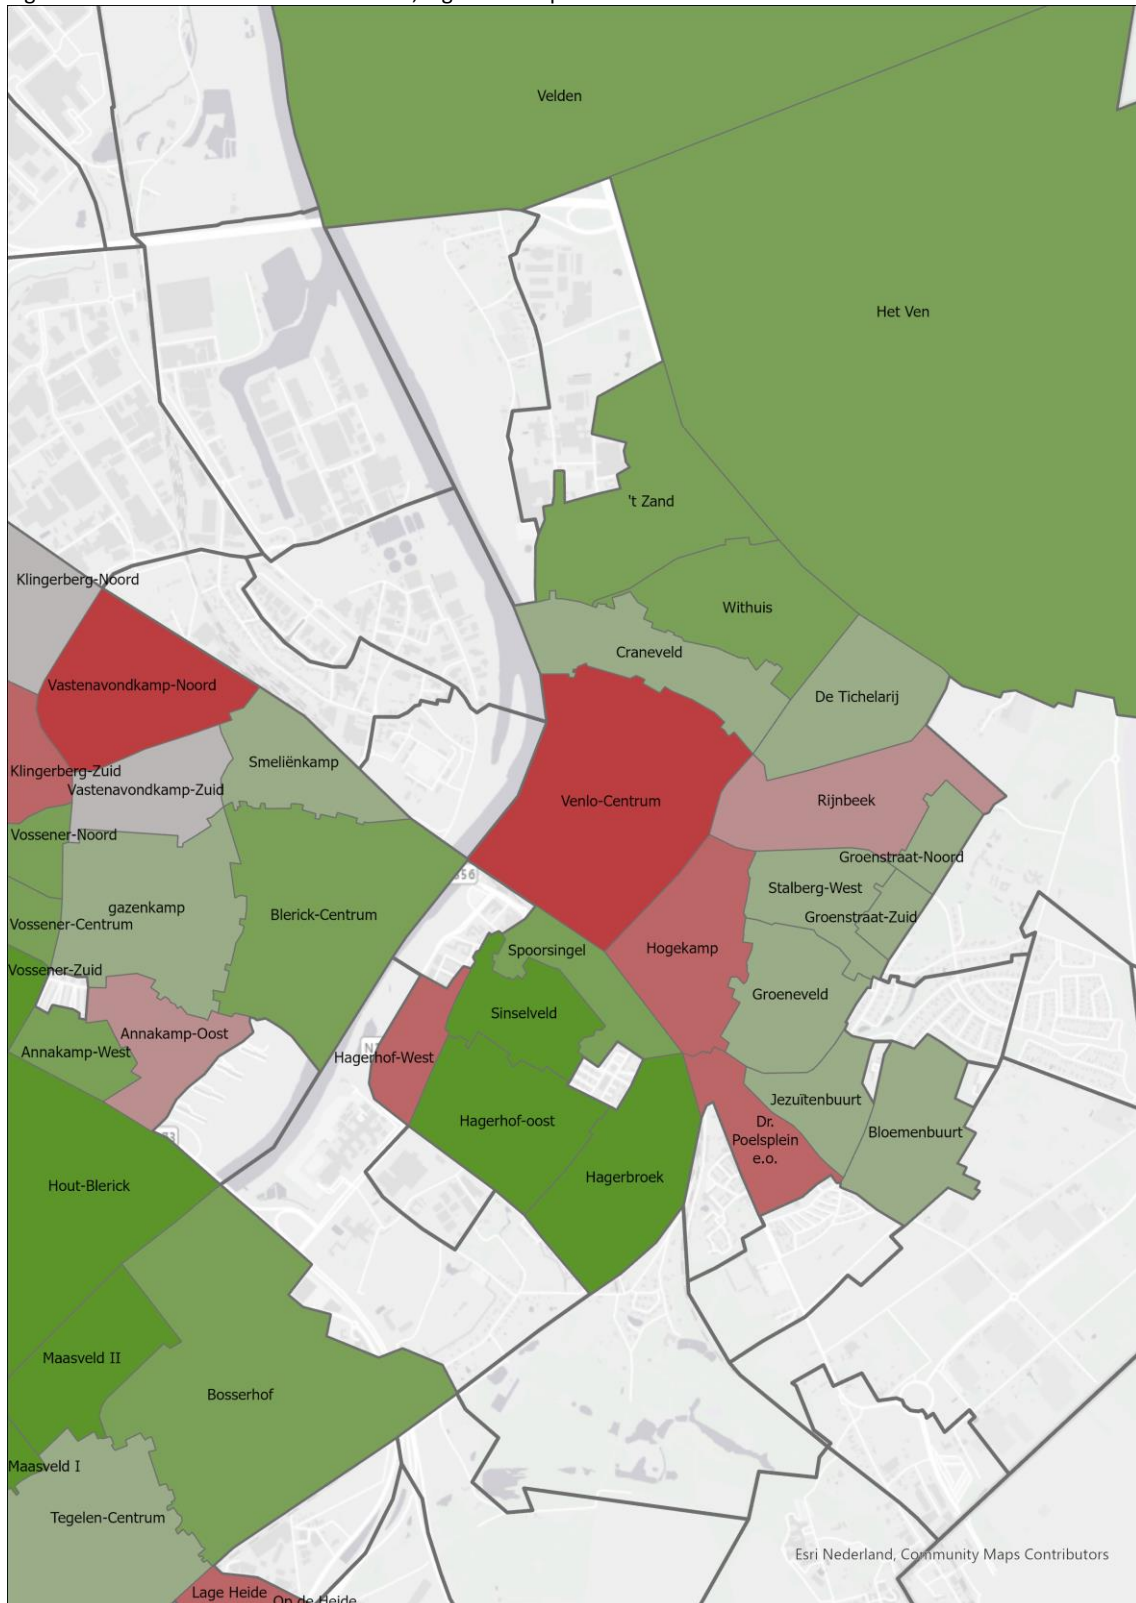 Velden
Het Ven
't Zand
Klingerberg-Noord
Withuis
Craneveld
Vastenavondkamp-Noord
De Tichelarij
Smeliënkamp
Klingerberg-Zuid
Vastenavondkamp-Zuid
Venlo-Centrum
Rijnbeek
Vossener-Noord
Groenstraat-Noord
Stalberg-West
gazenkamp
Blerick-Centrum
Groenstraat-Zuid
Vossener-Centrum
Spoorsingel
Hogekamp
Vossener-Zuid
Groeneveld
Sinselveld
Annakamp-Oost
Annakamp-West
Hagerhof-West
Jezuïtenbuurt
Hagerhof-oost
Dr.
Poelsplein
e.o.
Bloemenbuurt
Hout-Blerick
Hagerbroek
Maasveld II
Bosserhof
Maasveld I
Tegelen-Centrum
Esri Nederland, Community Maps Contributors
Lage Heide
Op de Heide